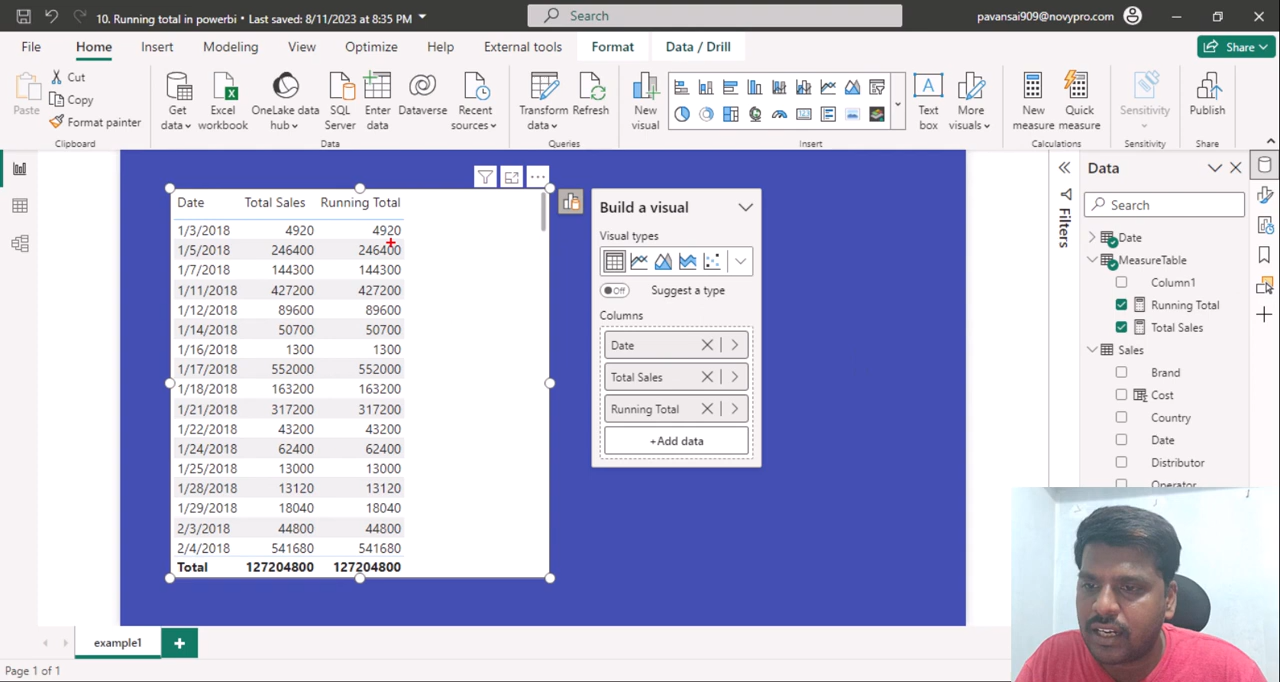 10. Running total in powerbi • Last saved: 8/11/2023 at 8:35 PM
Search
pavansai909@novypro.com
File
Home
Insert
Modeling
View
Optimize
Help
External tools
Format
Data / Drill
Share
Paste
Cut
Copy
Format painter
Clipboard
Get data
Excel workbook
OneLake data hub
SQL Server
Enter data
Dataverse
Recent sources
Data
Transform data
Refresh
Queries
New visual
Text box
More visuals
Insert
New measure
Quick measure
Calculations
Sensitivity
Sensitivity
Publish
Share
Date Total Sales Running Total
1/3/2018 4920 4920
1/5/2018 246400 246400
1/7/2018 144300 144300
1/11/2018 427200 427200
1/12/2018 89600 89600
1/14/2018 50700 50700
1/16/2018 1300 1300
1/17/2018 552000 552000
1/18/2018 163200 163200
1/21/2018 317200 317200
1/22/2018 43200 43200
1/24/2018 62400 62400
1/25/2018 13000 13000
1/28/2018 13120 13120
1/29/2018 18040 18040
2/3/2018 44800 44800
2/4/2018 541680 541680
Total 127204800 127204800
Build a visual
Visual types
Off Suggest a type
Columns
Date
Total Sales
Running Total
+Add data
Filters
Data
Search
Date
MeasureTable
Column1
Running Total
Total Sales
Sales
Brand
Cost
Country
Date
Distributor
Operator
example1
Page 1 of 1